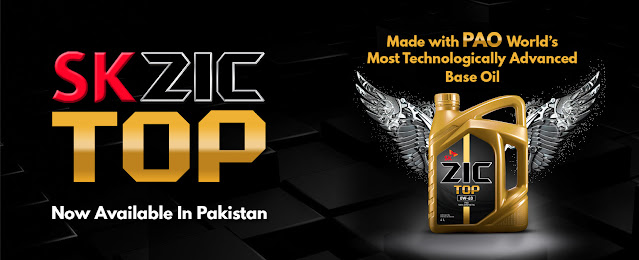 SK ZIC
TOP
Now Available In Pakistan
Made with PAO World's
Most Technologically Advanced
Base Oil
ZIC
TOP
0W-40